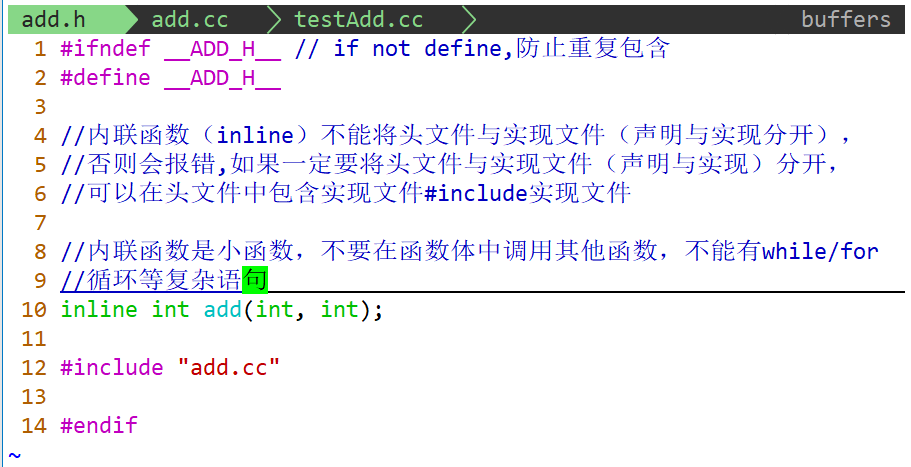 add.h add.cc testAdd.cc buffers
1 #ifndef __ADD_H__ // if not define,防止重复包含
2 #define __ADD_H__
3
4 //内联函数（inline）不能将头文件与实现文件（声明与实现分开），
5 //否则会报错,如果一定要将头文件与实现文件（声明与实现）分开，
6 //可以在头文件中包含实现文件#include实现文件
7
8 //内联函数是小函数，不要在函数体中调用其他函数，不能有while/for
9 //循环等复杂语句
10 inline int add(int, int);
11
12 #include "add.cc"
13
14 #endif
~